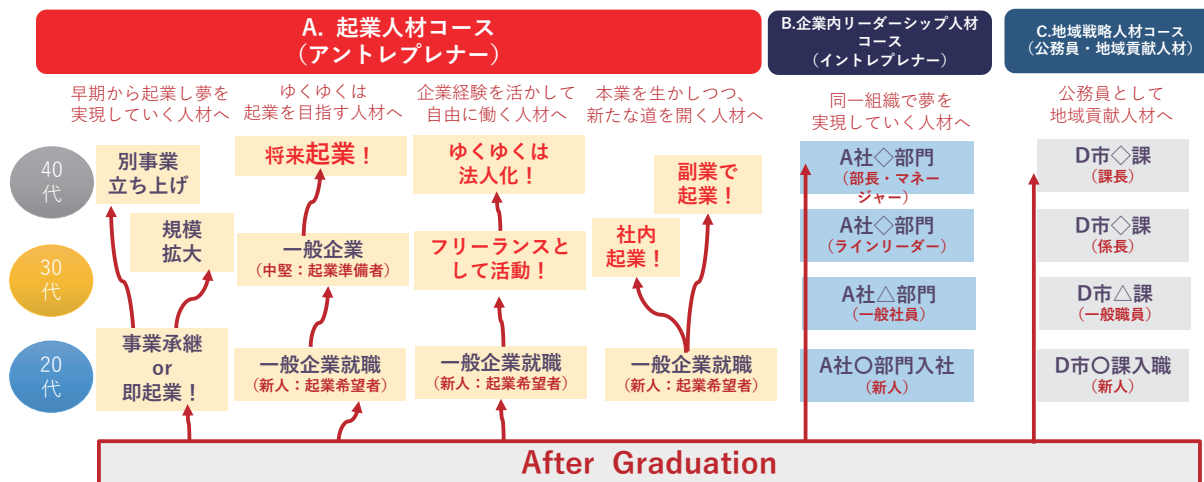 A. 起業人材コース
（アントレプレナー）
B.企業内リーダーシップ人材
コース
（イントレプレナー）
C.地域戦略人材コース
（公務員・地域貢献人材）
早期から起業し夢を
実現していく人材へ
ゆくゆくは
起業を目指す人材へ
企業経験を活かして
自由に働く人材へ
本業を生かしつつ、
新たな道を開く人材へ
同一組織で夢を
実現していく人材へ
公務員として
地域貢献人材へ
40
代
別事業
立ち上げ
将来起業！
ゆくゆくは
法人化！
副業で
起業！
A社◇部門
（部長・マネー
ジャー）
D市◇課
（課長）
30
代
規模
拡大
一般企業
（中堅：起業準備者）
フリーランスと
して活動！
社内
起業！
A社◇部門
（ラインリーダー）
D市◇課
（係長）
A社△部門
（一般社員）
D市△課
（一般職員）
20
代
事業承継
or
即起業！
一般企業就職
（新人：起業希望者）
一般企業就職
（新人：起業希望者）
一般企業就職
（新人：起業希望者）
A社〇部門入社
（新人）
D市〇課入職
（新人）
After Graduation